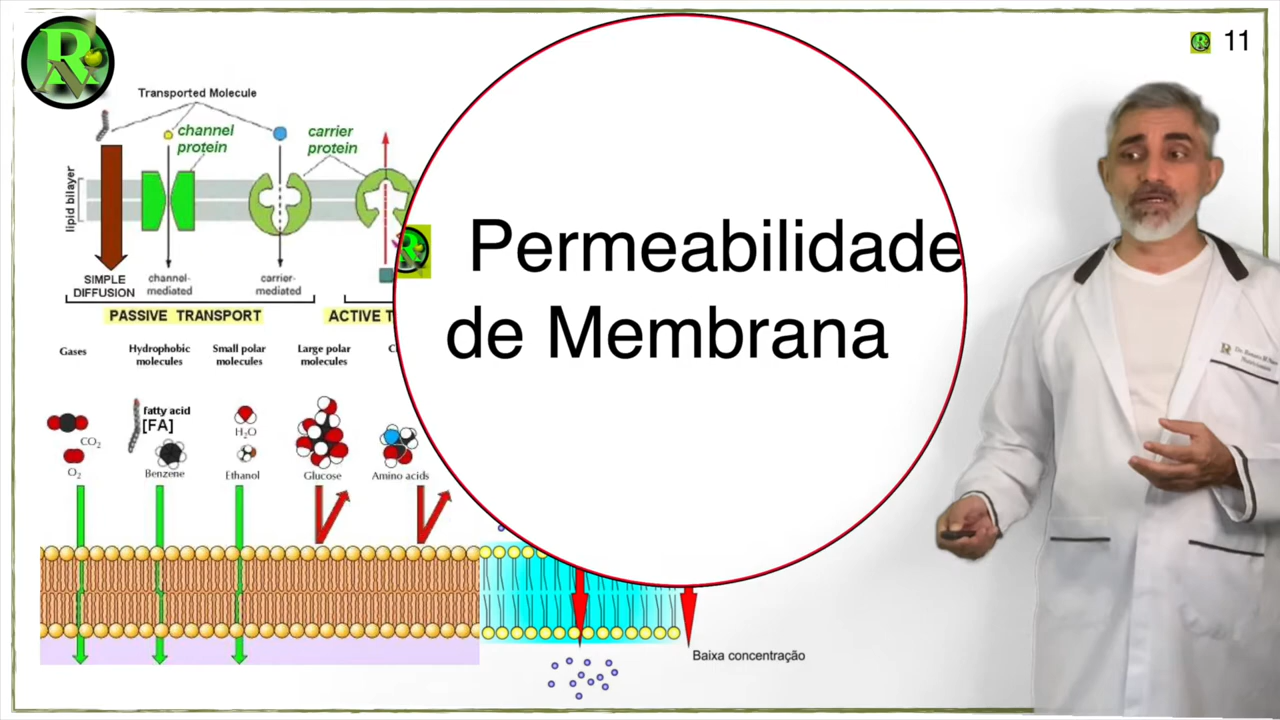 11
Transported Molecule
channel
protein
carrier
protein
lipid bilayer
SIMPLE
DIFFUSION
channel-
mediated
carrier-
mediated
PASSIVE TRANSPORT
ACTIVE T
Permeabilidade
de Membrana
Gases
Hydrophobic
molecules
Small polar
molecules
Large polar
molecules
C
fatty acid
[FA]
CO2
H2O
O2
Benzene
Ethanol
Glucose
Amino acids
Baixa concentração